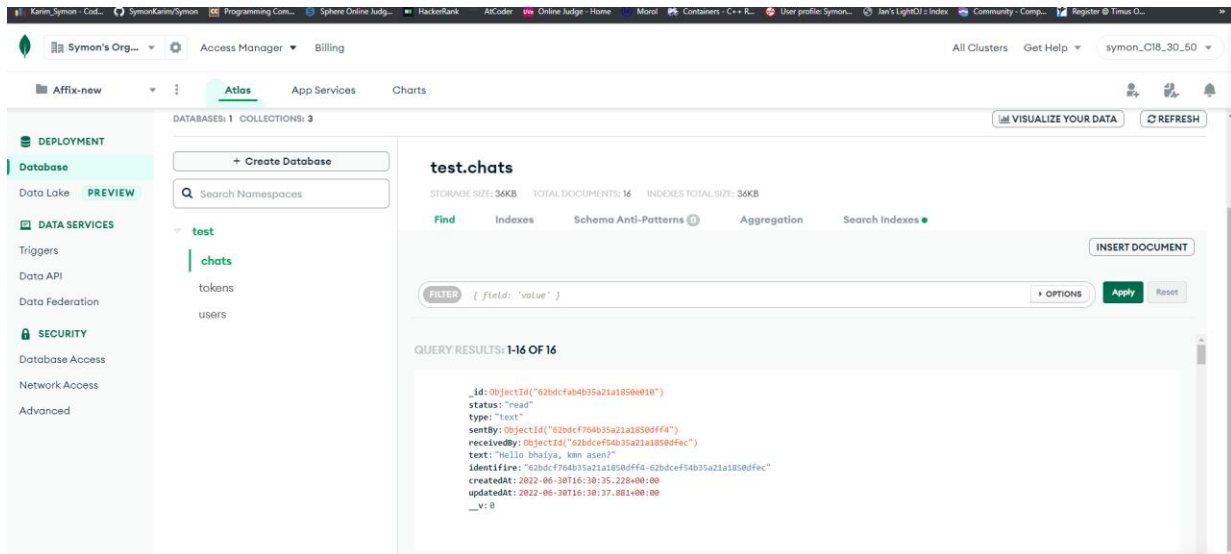 Karim_Symon - Cod... SymonKarim/Symon Programming Com... Sphere Online Judg... HackerRank AtCoder Online Judge - Home Morol Containers - C++ R... User profile: Symon... Jan's LightOJ :: Index Community - Comp... Register @ Timus O... »
Symon's Org... Access Manager Billing All Clusters Get Help symon_C18_30_50
Affix-new Atlas App Services Charts
DATABASES: 1 COLLECTIONS: 3 VISUALIZE YOUR DATA REFRESH
DEPLOYMENT
Database
Data Lake PREVIEW
DATA SERVICES
Triggers
Data API
Data Federation
SECURITY
Database Access
Network Access
Advanced
+ Create Database
Search Namespaces
test
chats
tokens
users
test.chats
STORAGE SIZE: 36KB TOTAL DOCUMENTS: 16 INDEXES TOTAL SIZE: 36KB
Find Indexes Schema Anti-Patterns 0 Aggregation Search Indexes
INSERT DOCUMENT
FILTER { field: 'value' } OPTIONS Apply Reset
QUERY RESULTS: 1-16 OF 16
_id: ObjectId("62bdcfab4b35a21a1850e010")
status: "read"
type: "text"
sentBy: ObjectId("62bdcf764b35a21a1850dff4")
receivedBy: ObjectId("62bdcef54b35a21a1850dfec")
text: "Hello bhaiya, kmn asen?"
identifire: "62bdcf764b35a21a1850dff4-62bdcef54b35a21a1850dfec"
createdAt: 2022-06-30T16:30:35.228+00:00
updatedAt: 2022-06-30T16:30:37.881+00:00
__v: 0